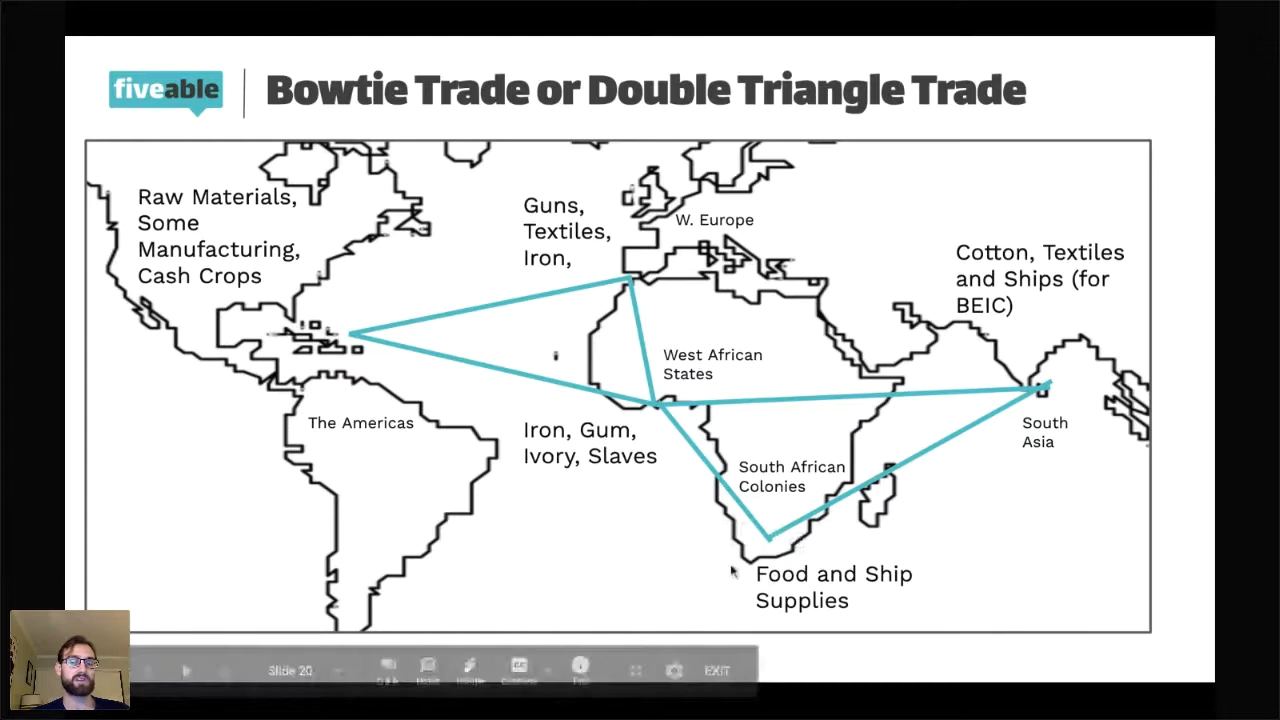 fiveable
Bowtie Trade or Double Triangle Trade
Raw Materials,
Some
Manufacturing,
Cash Crops
Guns,
Textiles,
Iron,
W. Europe
Cotton, Textiles
and Ships (for
BEIC)
West African
States
The Americas
Iron, Gum,
Ivory, Slaves
South
Asia
South African
Colonies
Food and Ship
Supplies
Slide 20
EXIT